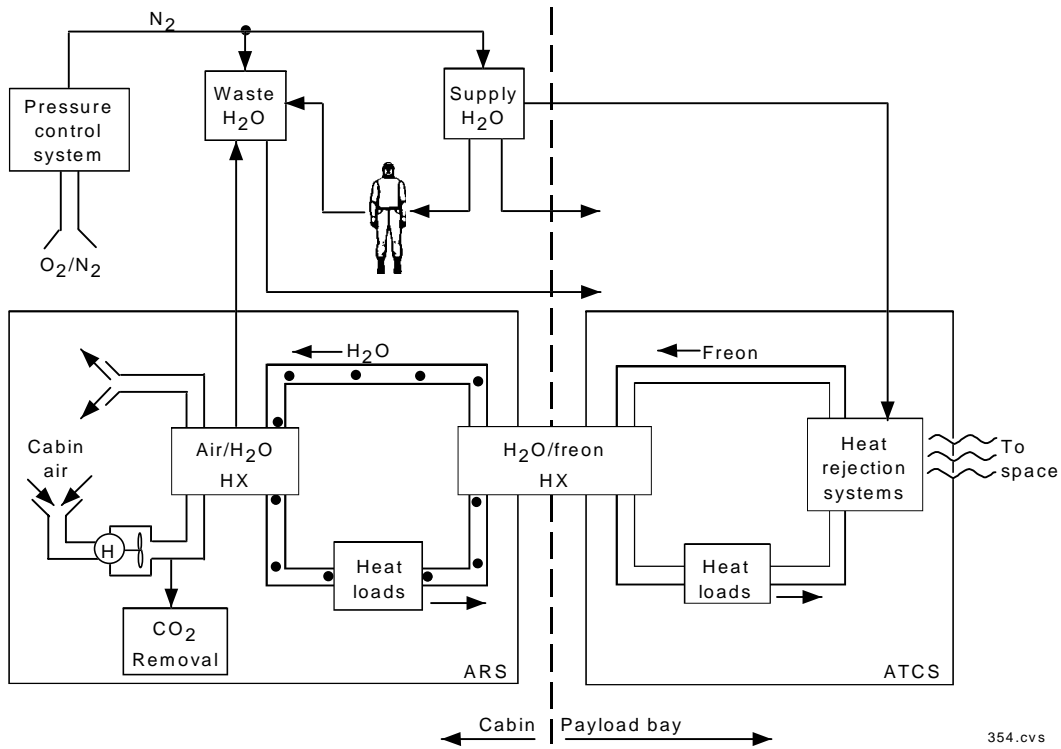 N2
Pressure
control
system
Waste
H2O
Supply
H2O
O2/N2
H2O
Freon
Cabin
air
Air/H2O
HX
H2O/freon
HX
Heat
rejection
systems
To
space
H
Heat
loads
Heat
loads
CO2
Removal
ARS
ATCS
Cabin
Payload bay
354.cvs